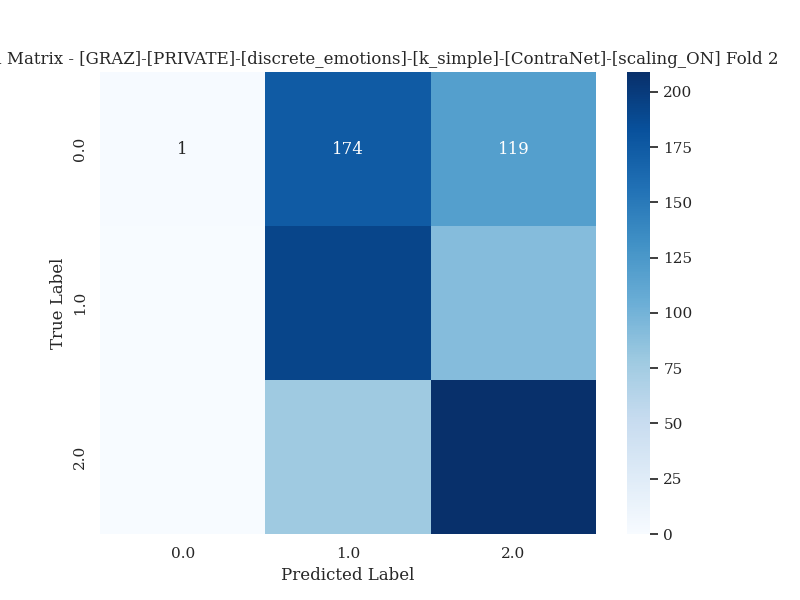 Matrix - [GRAZ]-[PRIVATE]-[discrete_emotions]-[k_simple]-[ContraNet]-[scaling_ON] Fold 2
200
175
150
125
100
75
50
25
0
True Label
0.0
1 174 119
1.0
2.0
0.0 1.0 2.0
Predicted Label